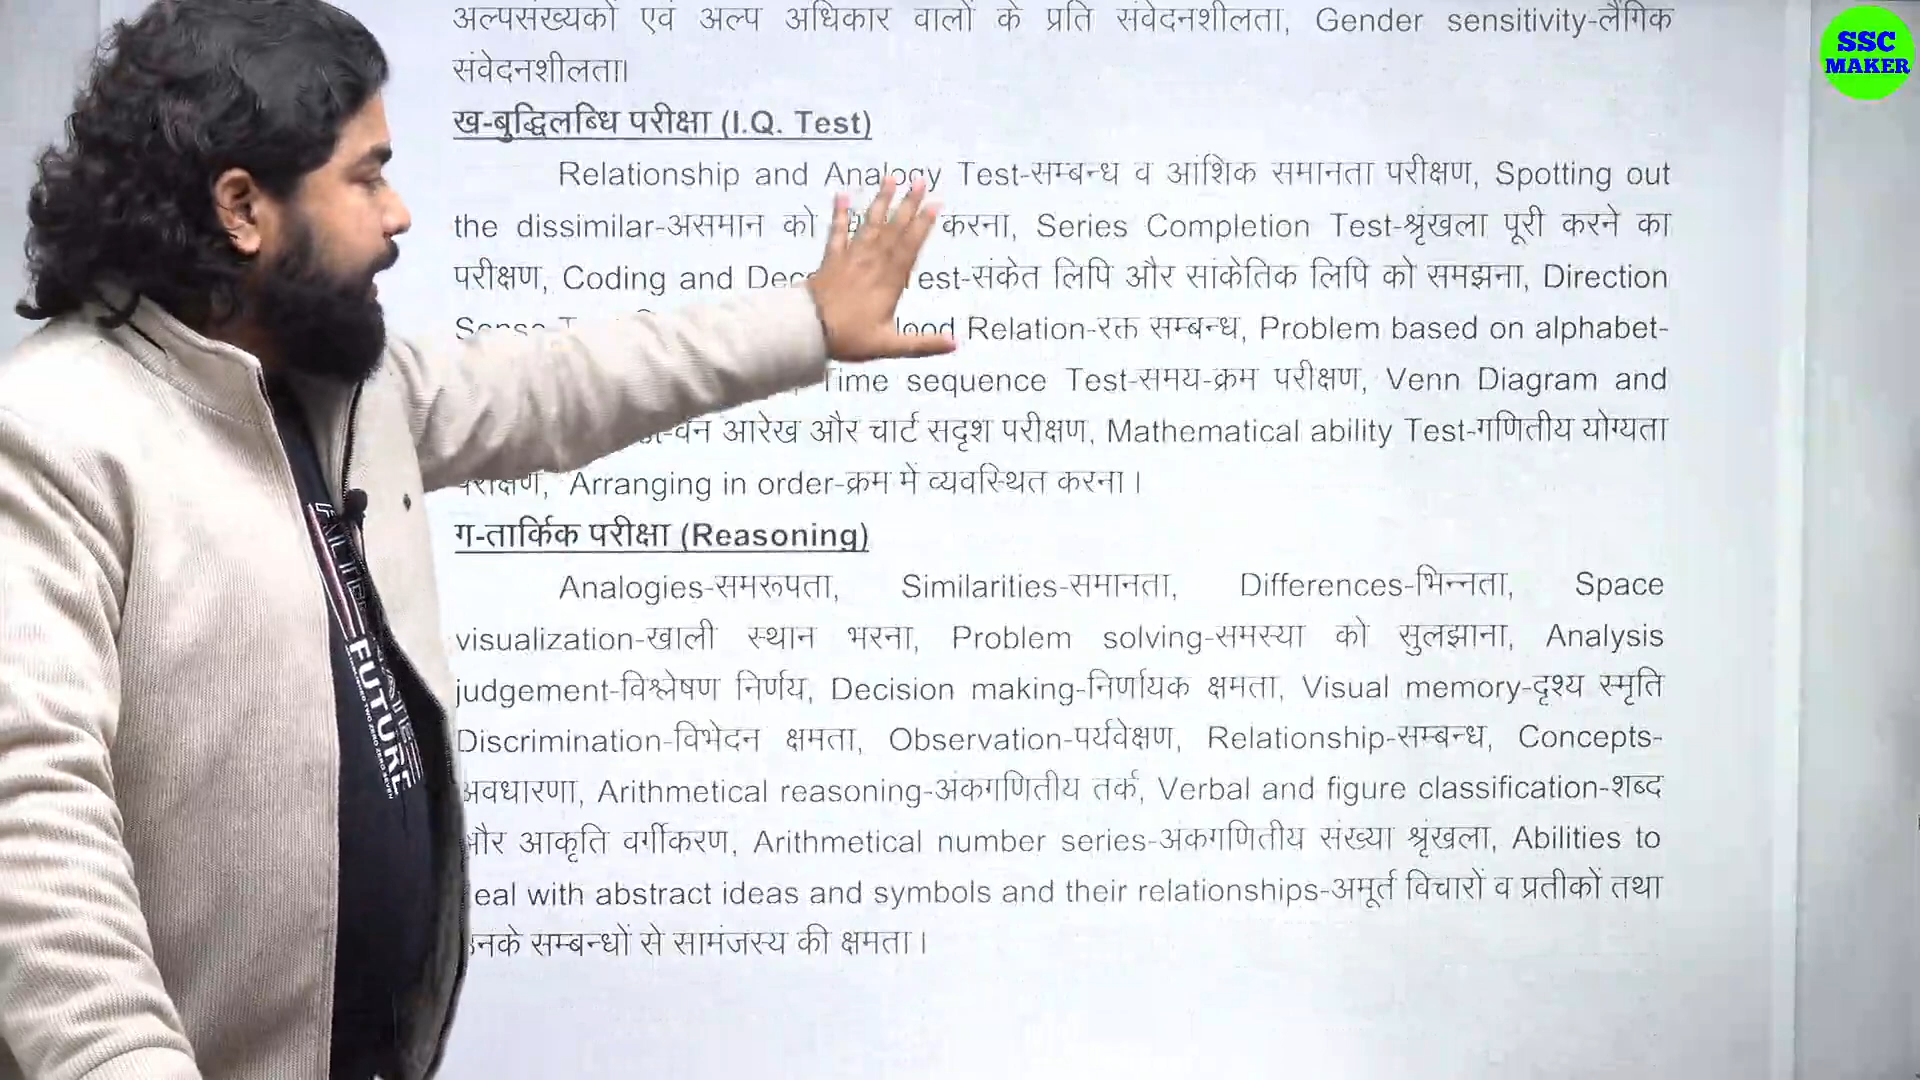 अल्पसंख्यकों एवं अल्प अधिकार वालों के प्रति संवेदनशीलता, Gender sensitivity-लैंगिक
संवेदनशीलता।
ख-बुद्धिलब्धि परीक्षा (I.Q. Test)
Relationship and Analogy Test-सम्बन्ध व आंशिक समानता परीक्षण, Spotting out
the dissimilar-असमान को करना, Series Completion Test-श्रृंखला पूरी करने का
परीक्षण, Coding and Test-संकेत लिपि और सांकेतिक लिपि को समझना, Direction
Sense Relation-रक्त सम्बन्ध, Problem based on alphabet-
Time sequence Test-समय-क्रम परीक्षण, Venn Diagram and
वेन आरेख और चार्ट सदृश परीक्षण, Mathematical ability Test-गणितीय योग्यता
परीक्षण, Arranging in order-क्रम में व्यवस्थित करना।
ग-तार्किक परीक्षा (Reasoning)
Analogies-समरूपता, Similarities-समानता, Differences-भिन्नता, Space
visualization-खाली स्थान भरना, Problem solving-समस्या को सुलझाना, Analysis
judgement-विश्लेषण निर्णय, Decision making-निर्णायक क्षमता, Visual memory-दृश्य स्मृति
Discrimination-विभेदन क्षमता, Observation-पर्यवेक्षण, Relationship-सम्बन्ध, Concepts-
अवधारणा, Arithmetical reasoning-अंकगणितीय तर्क, Verbal and figure classification-शब्द
और आकृति वर्गीकरण, Arithmetical number series-अंकगणितीय संख्या श्रृंखला, Abilities to
deal with abstract ideas and symbols and their relationships-अमूर्त विचारों व प्रतीकों तथा
उनके सम्बन्धों से सामंजस्य की क्षमता।
SSC
MAKER
FUTURE